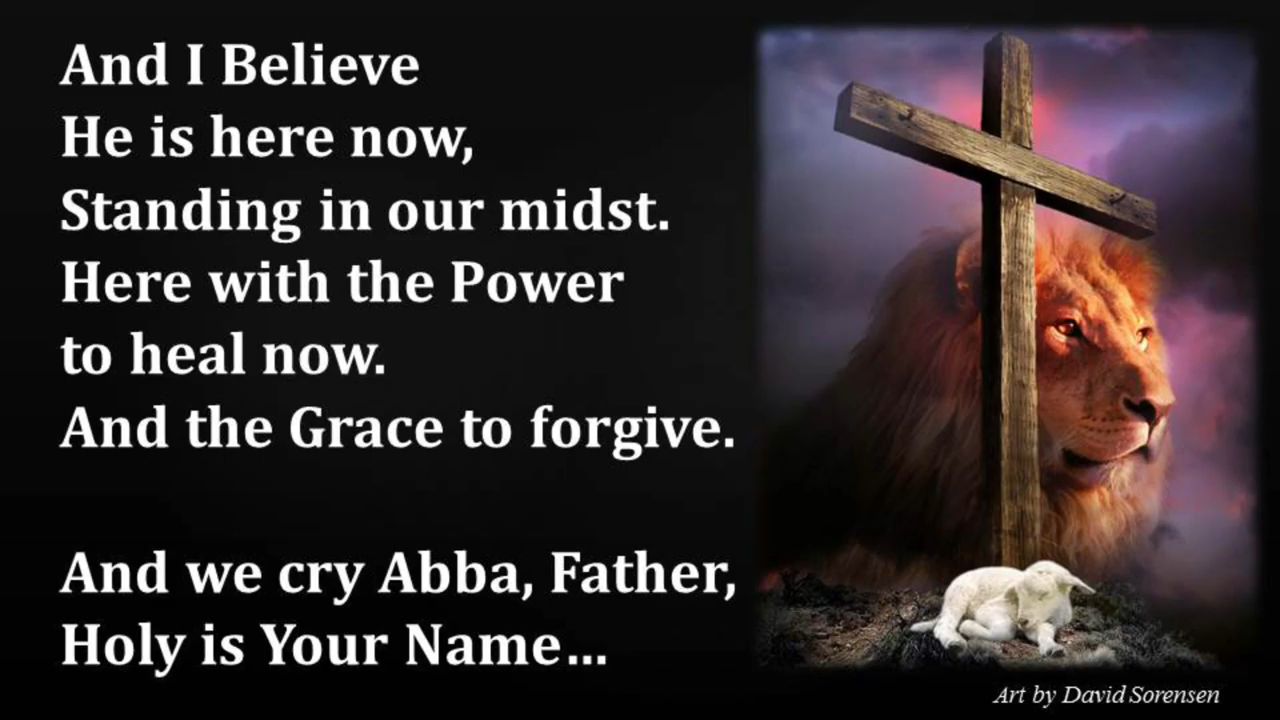 And I Believe
He is here now,
Standing in our midst.
Here with the Power
to heal now.
And the Grace to forgive.
And we cry Abba, Father,
Holy is Your Name...
Art by David Sorensen